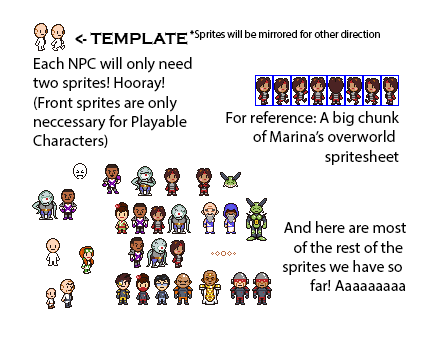 <- TEMPLATE *Sprites will be mirrored for other direction
Each NPC will only need
two sprites! Hooray!
(Front sprites are only
neccessary for Playable
Characters)
For reference: A big chunk
of Marina's overworld
spritesheet
And here are most
of the rest of the
sprites we have so
far! Aaaaaaaaa